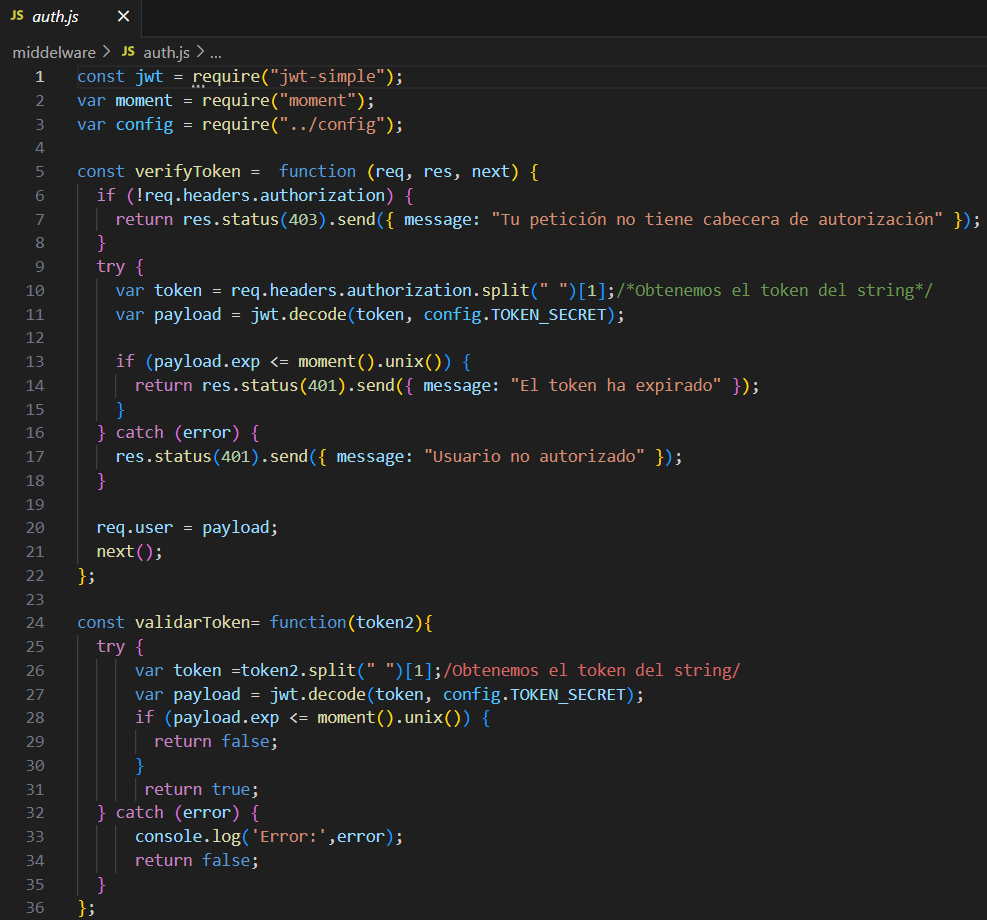 JS auth.js ×
middelware > JS auth.js > ...
1 const jwt = require("jwt-simple");
2 var moment = require("moment");
3 var config = require("../config");
4
5 const verifyToken =  function (req, res, next) {
6   if (!req.headers.authorization) {
7     return res.status(403).send({ message: "Tu petición no tiene cabecera de autorización" });
8   }
9   try {
10     var token = req.headers.authorization.split(" ")[1];/*Obtenemos el token del string*/
11     var payload = jwt.decode(token, config.TOKEN_SECRET);
12
13     if (payload.exp <= moment().unix()) {
14       return res.status(401).send({ message: "El token ha expirado" });
15     }
16   } catch (error) {
17     res.status(401).send({ message: "Usuario no autorizado" });
18   }
19
20   req.user = payload;
21   next();
22 };
23
24 const validarToken= function(token2){
25   try {
26       var token =token2.split(" ")[1];/Obtenemos el token del string/
27       var payload = jwt.decode(token, config.TOKEN_SECRET);
28       if (payload.exp <= moment().unix()) {
29         return false;
30       }
31        return true;
32   } catch (error) {
33       console.log('Error:',error);
34       return false;
35   }
36 };